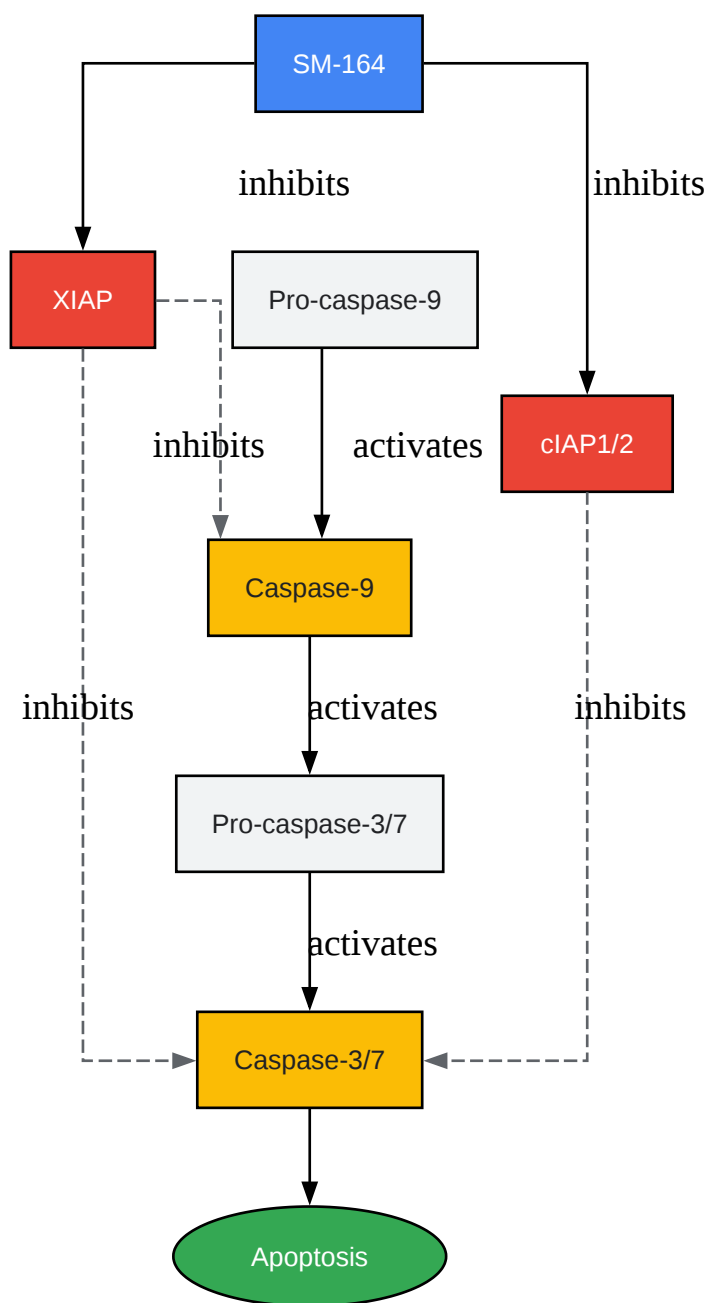 SM-164
inhibits
inhibits
XIAP
Pro-caspase-9
inhibits
activates
cIAP1/2
Caspase-9
inhibits
activates
inhibits
Pro-caspase-3/7
activates
Caspase-3/7
Apoptosis